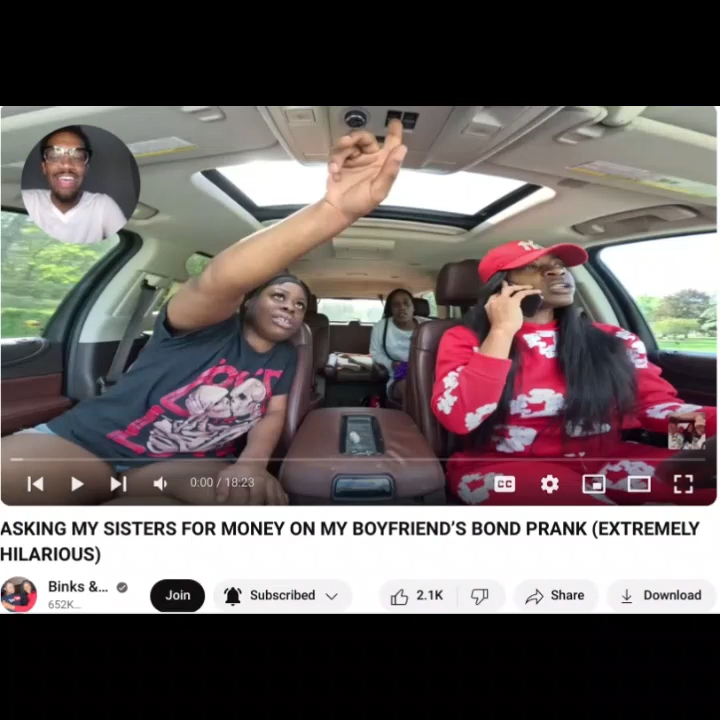 0:00 / 18:23
CC
ASKING MY SISTERS FOR MONEY ON MY BOYFRIEND'S BOND PRANK (EXTREMELY
HILARIOUS)
Binks &...
652K...
Join
Subscribed
2.1K
Share
Download